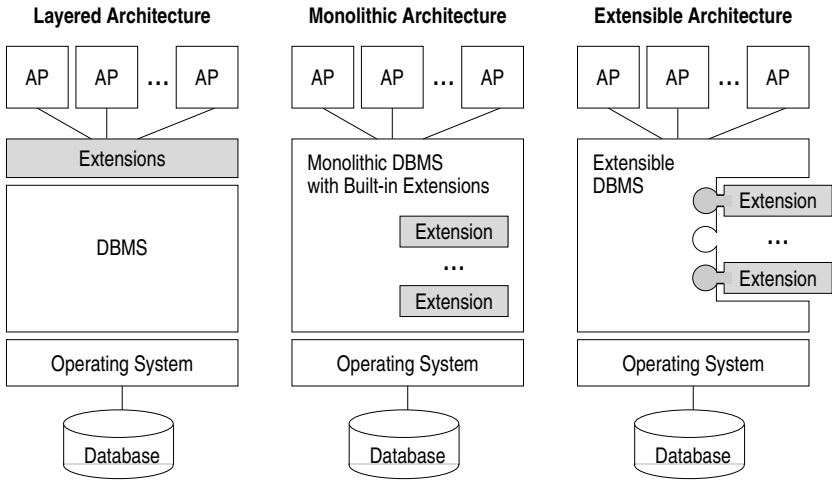 Layered Architecture
AP AP ... AP
Extensions
DBMS
Operating System
Database
Monolithic Architecture
AP AP ... AP
Monolithic DBMS
with Built-in Extensions
Extension
...
Extension
Operating System
Database
Extensible Architecture
AP AP ... AP
Extensible
DBMS
Extension
...
Extension
Operating System
Database